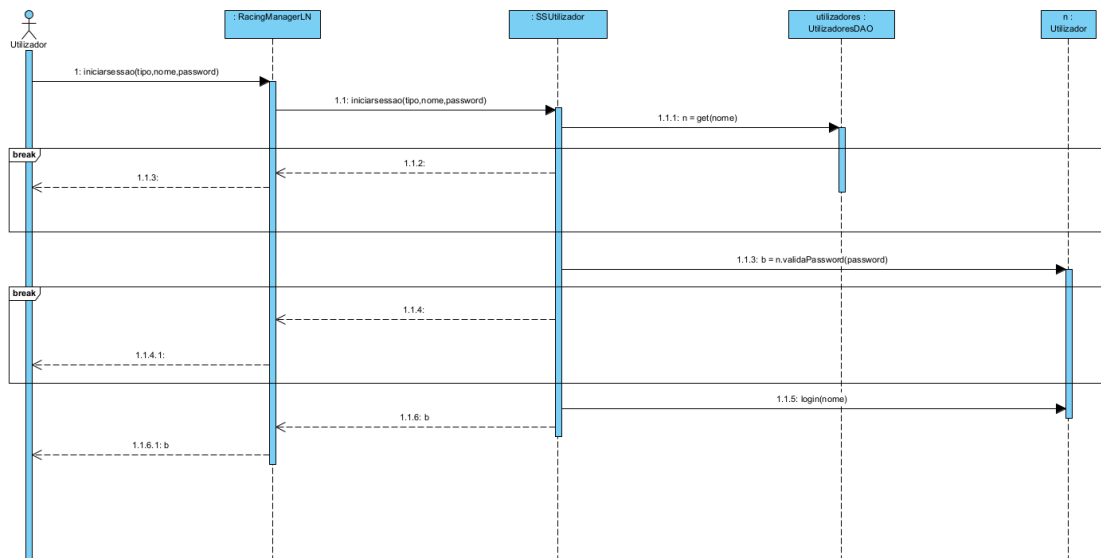 : RacingManagerLN
: SSUtilizador
utilizadores :
UtilizadoresDAO
n :
Utilizador
Utilizador
1: iniciarsessao(tipo,nome,password)
1.1: iniciarsessao(tipo,nome,password)
1.1.1: n = get(nome)
break
1.1.2:
1.1.3:
1.1.3: b = n.validaPassword(password)
break
1.1.4:
1.1.4.1:
1.1.5: login(nome)
1.1.6: b
1.1.6.1: b